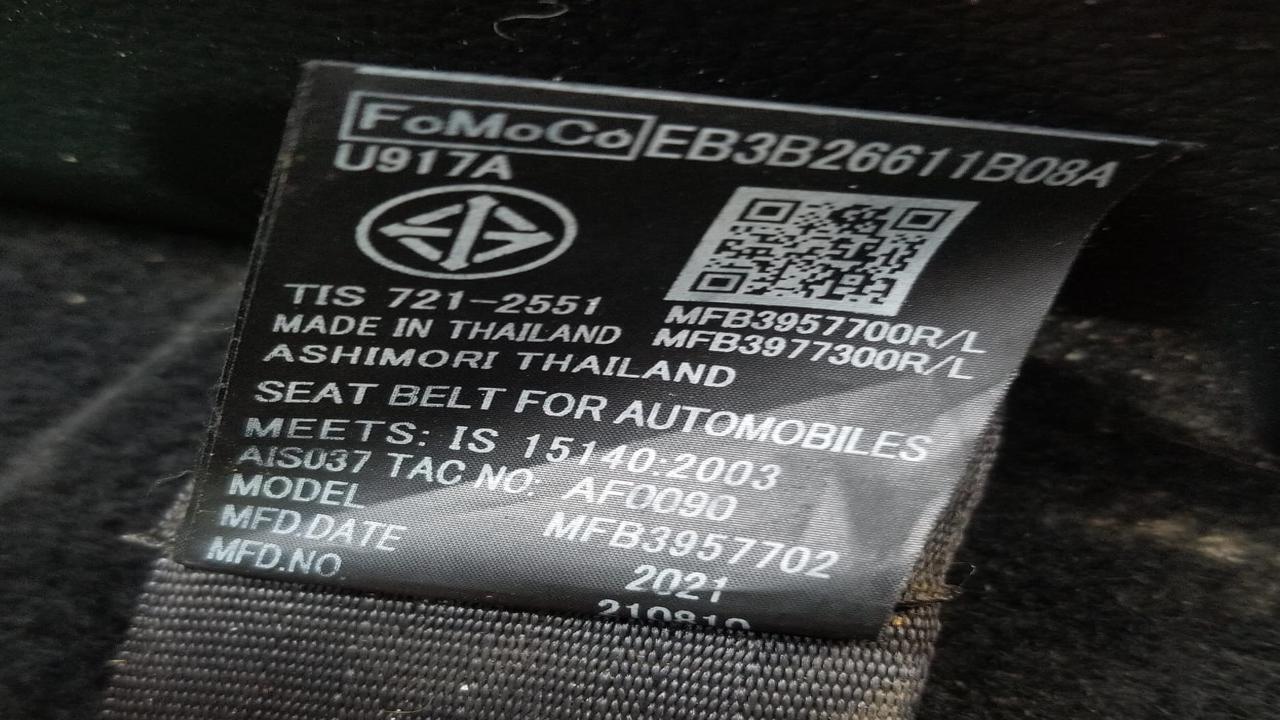 FoMoCo EB3B26611B08A
U917A
TIS 721-2551
MFB3957700R/L
MADE IN THAILAND
MFB3977300R/L
ASHIMORI THAILAND
SEAT BELT FOR AUTOMOBIILES
MEETS: IS 15140:2003
AIS037 TAC NO: AF0090
MODEL MFB3957702
MFD.DATE 2021
MFD.NO.